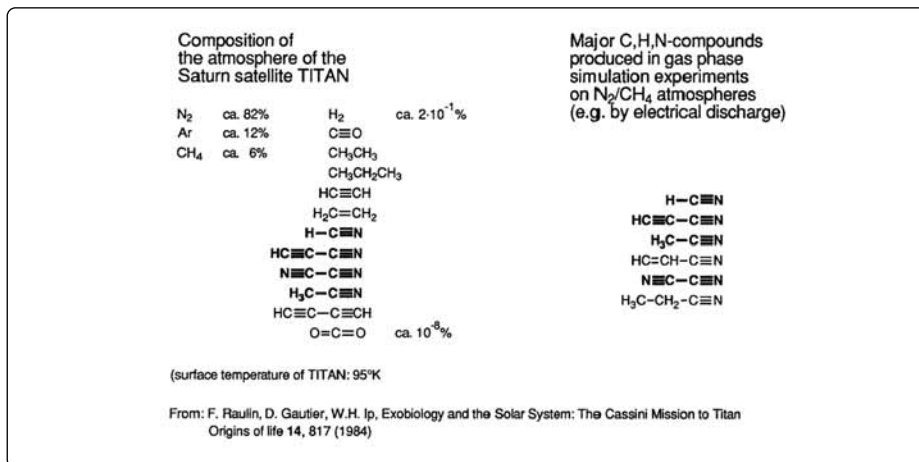 Composition of
the atmosphere of the
Saturn satellite TITAN
N₂ ca. 82% H₂ ca. 2·10⁻¹%
Ar ca. 12% C≡O
CH₄ ca. 6% CH₃CH₃
CH₃CH₂CH₃
HC≡CH
H₂C=CH₂
H–C≡N
HC≡C–C≡N
N≡C–C≡N
H₃C–C≡N
HC≡C–C≡CH
O=C=O ca. 10⁻⁸%
Major C,H,N-compounds
produced in gas phase
simulation experiments
on N₂/CH₄ atmospheres
(e.g. by electrical discharge)
H–C≡N
HC≡C–C≡N
H₃C–C≡N
HC=CH-C≡N
N≡C–C≡N
H₃C–CH₂-C≡N
(surface temperature of TITAN: 95°K
From: F. Raulin, D. Gautier, W.H. Ip, Exobiology and the Solar System: The Cassini Mission to Titan
Origins of life 14, 817 (1984)